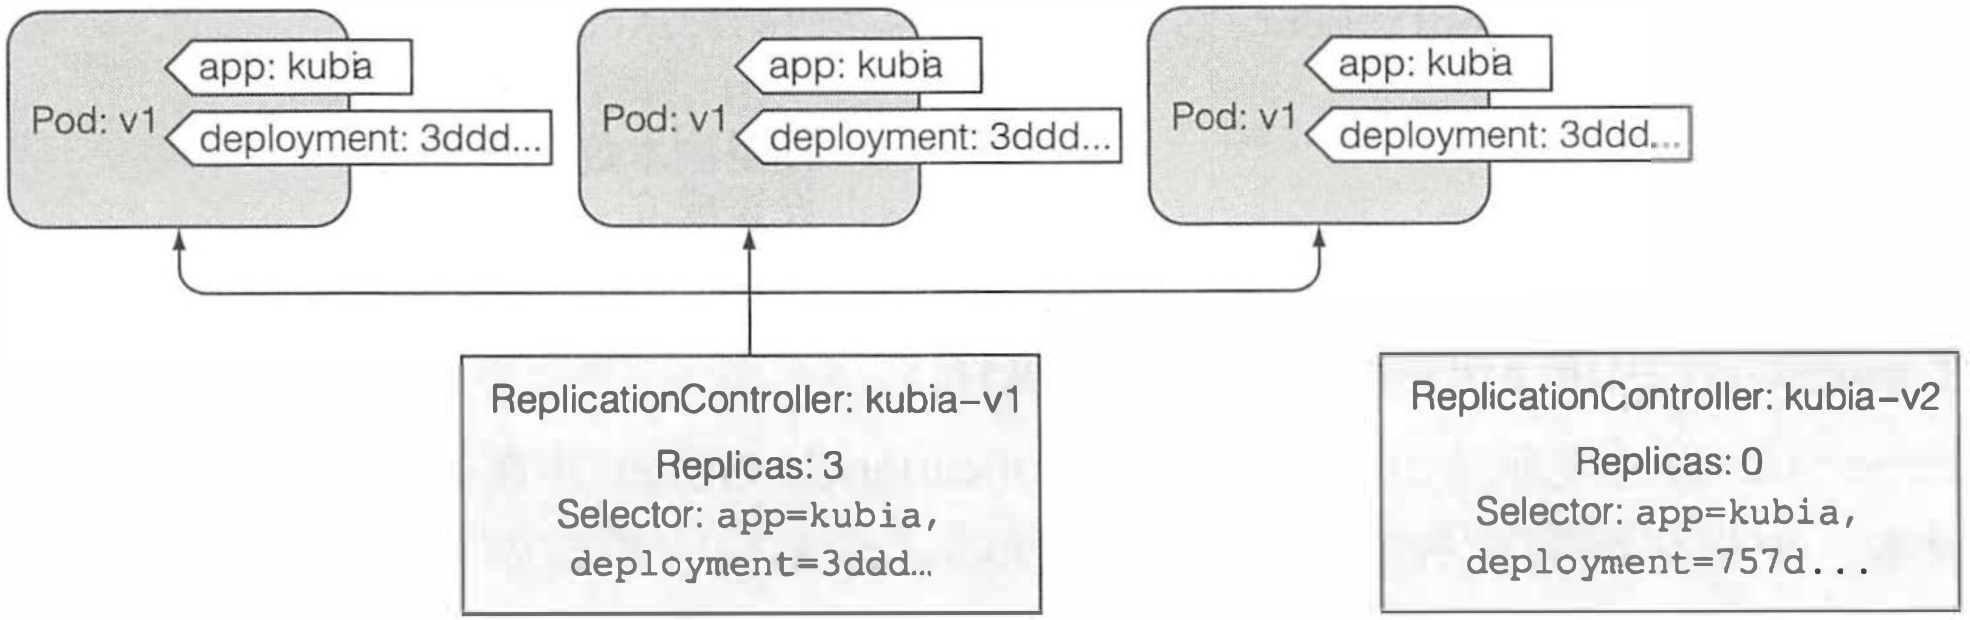 app: kubia
Pod: v1
deployment: 3ddd...
app: kubia
Pod: v1
deployment: 3ddd...
app: kubia
Pod: v1
deployment: 3ddd...
ReplicationController: kubia–v1
Replicas: 3
Selector: app=kubia,
deployment=3ddd…
ReplicationController: kubia–v2
Replicas: 0
Selector: app=kubia,
deployment=757d...